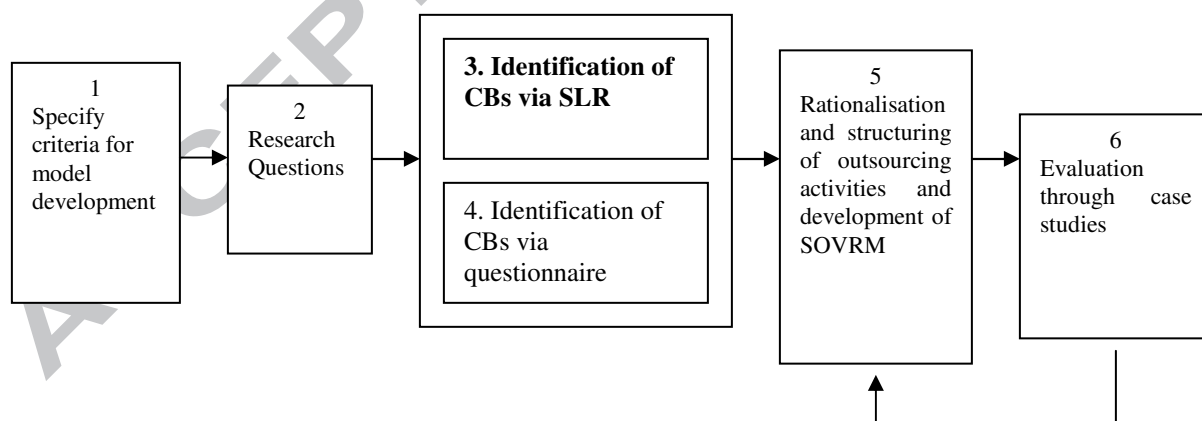 1
Specify
criteria for
model
development
2
Research
Questions
3. Identification of
CBs via SLR
4. Identification of
CBs via
questionnaire
5
Rationalisation
and structuring
of outsourcing
activities and
development of
SOVRM
6
Evaluation
through case
studies